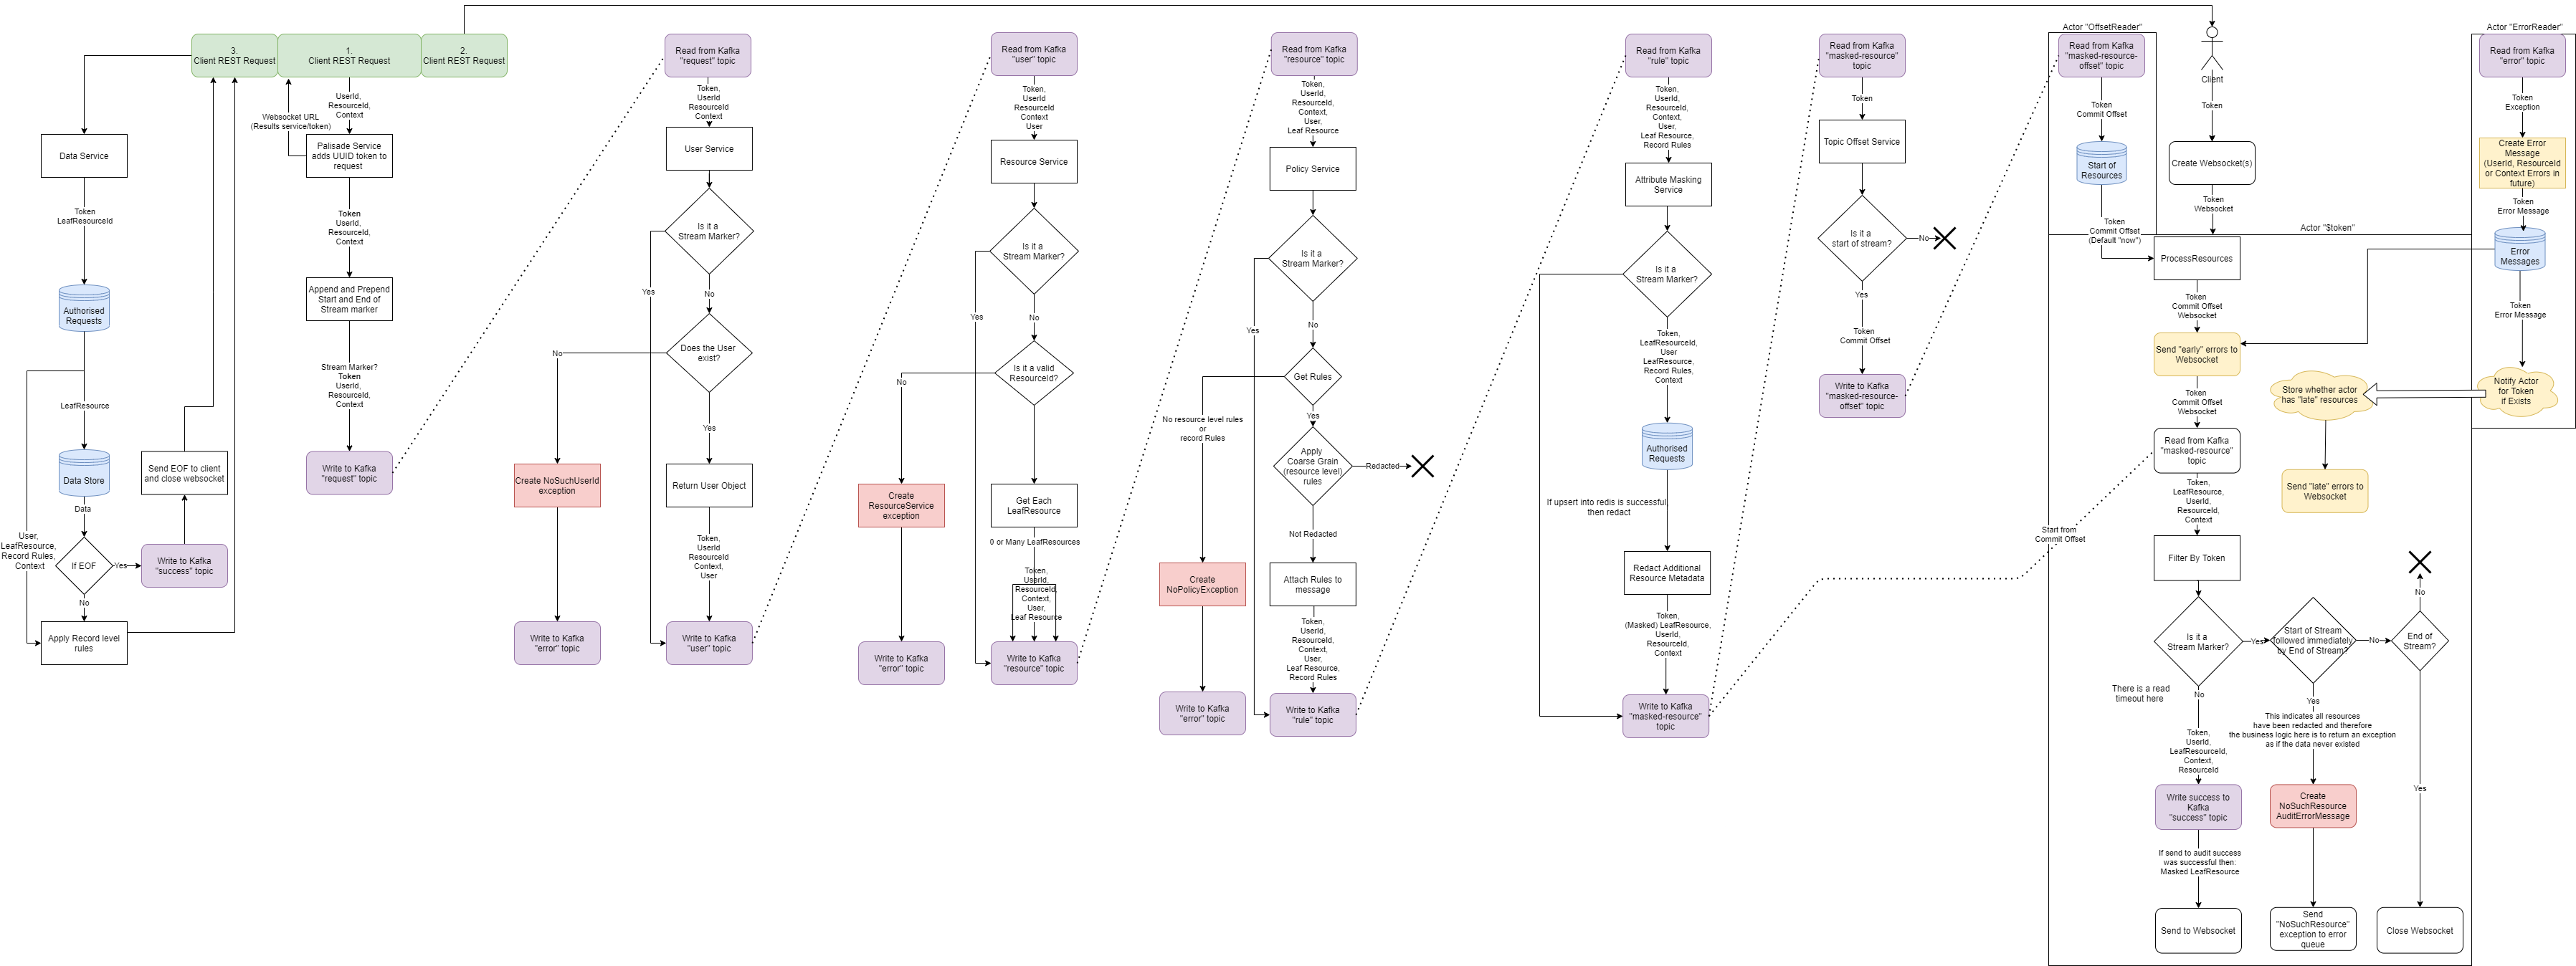 3.
Client REST Request
1.
Client REST Request
2.
Client REST Request
Data Service
Token
LeafResourceId
Authorised
Requests
LeafResource
Data Store
Data
User,
LeafResource,
Record Rules,
Context
If EOF
Yes
No
Apply Record level
rules
Send EOF to client
and close websocket
Write to Kafka
"success" topic
Websocket URL
(Results service/token)
UserId,
ResourceId,
Context
Palisade Service
adds UUID token to
request
Token
UserId,
ResourceId,
Context
Append and Prepend
Start and End of
Stream marker
Stream Marker?
Token
UserId,
ResourceId,
Context
Write to Kafka
"request" topic
Read from Kafka
"request" topic
Token,
UserId
ResourceId
Context
User Service
Is it a
Stream Marker?
Yes
No
Does the User
exist?
No
Yes
Create NoSuchUserId
exception
Return User Object
Token,
UserId
ResourceId
Context,
User
Write to Kafka
"error" topic
Write to Kafka
"user" topic
Read from Kafka
"user" topic
Token,
UserId
ResourceId
Context
User
Resource Service
Is it a
Stream Marker?
Yes
No
Is it a valid
ResourceId?
No
Create
ResourceService
exception
Get Each
LeafResource
0 or Many LeafResources
Token,
UserId,
ResourceId,
Context,
User,
Leaf Resource
Write to Kafka
"error" topic
Write to Kafka
"resource" topic
Read from Kafka
"resource" topic
Token,
UserId,
ResourceId,
Context,
User,
Leaf Resource
Policy Service
Is it a
Stream Marker?
Yes
No
Get Rules
No resource level rules
or
record Rules
Yes
Apply
Coarse Grain
(resource level)
rules
Redacted
Not Redacted
Create
NoPolicyException
Attach Rules to
message
Token,
UserId,
ResourceId,
Context,
User,
Leaf Resource,
Record Rules
Write to Kafka
"error" topic
Write to Kafka
"rule" topic
Read from Kafka
"rule" topic
Token,
UserId,
ResourceId,
Context,
User,
Leaf Resource,
Record Rules
Attribute Masking
Service
Is it a
Stream Marker?
Token,
LeafResourceId,
User
LeafResource,
Record Rules,
Context
Authorised
Requests
If upsert into redis is successful,
then redact
Redact Additional
Resource Metadata
Token,
(Masked) LeafResource,
UserId,
ResourceId,
Context
Write to Kafka
"masked-resource"
topic
Read from Kafka
"masked-resource"
topic
Token
Topic Offset Service
Is it a
start of stream?
No
Yes
Token
Commit Offset
Write to Kafka
"masked-resource-
offset" topic
Actor "OffsetReader"
Read from Kafka
"masked-resource-
offset" topic
Token
Commit Offset
Start of
Resources
Token
Commit Offset
(Default "now")
Client
Token
Create Websocket(s)
Token
Websocket
Actor "$token"
ProcessResources
Token
Commit Offset
Websocket
Send "early" errors to
Websocket
Token
Commit Offset
Websocket
Read from Kafka
"masked-resource"
topic
Start from
Commit Offset
Token,
LeafResource,
UserId,
ResourceId,
Context
Filter By Token
Is it a
Stream Marker?
There is a read
timeout here
Yes
No
Start of Stream
followed immediately
by End of Stream?
No
Yes
End of
Stream?
No
Yes
This indicates all resources
have been redacted and therefore
the business logic here is to return an exception
as if the data never existed
Token,
UserId,
LeafResourceId,
Context,
ResourceId
Write success to
Kafka
"success" topic
Create
NoSuchResource
AuditErrorMessage
If send to audit success
was successful then:
Masked LeafResource
Send to Websocket
Send
"NoSuchResource"
exception to error
queue
Close Websocket
Actor "ErrorReader"
Read from Kafka
"error" topic
Token
Exception
Create Error
Message
(UserId, ResourceId
or Context Errors in
future)
Token
Error Message
Error
Messages
Token
Error Message
Notify Actor
for Token
if Exists
Store whether actor
has "late" resources
Send "late" errors to
Websocket